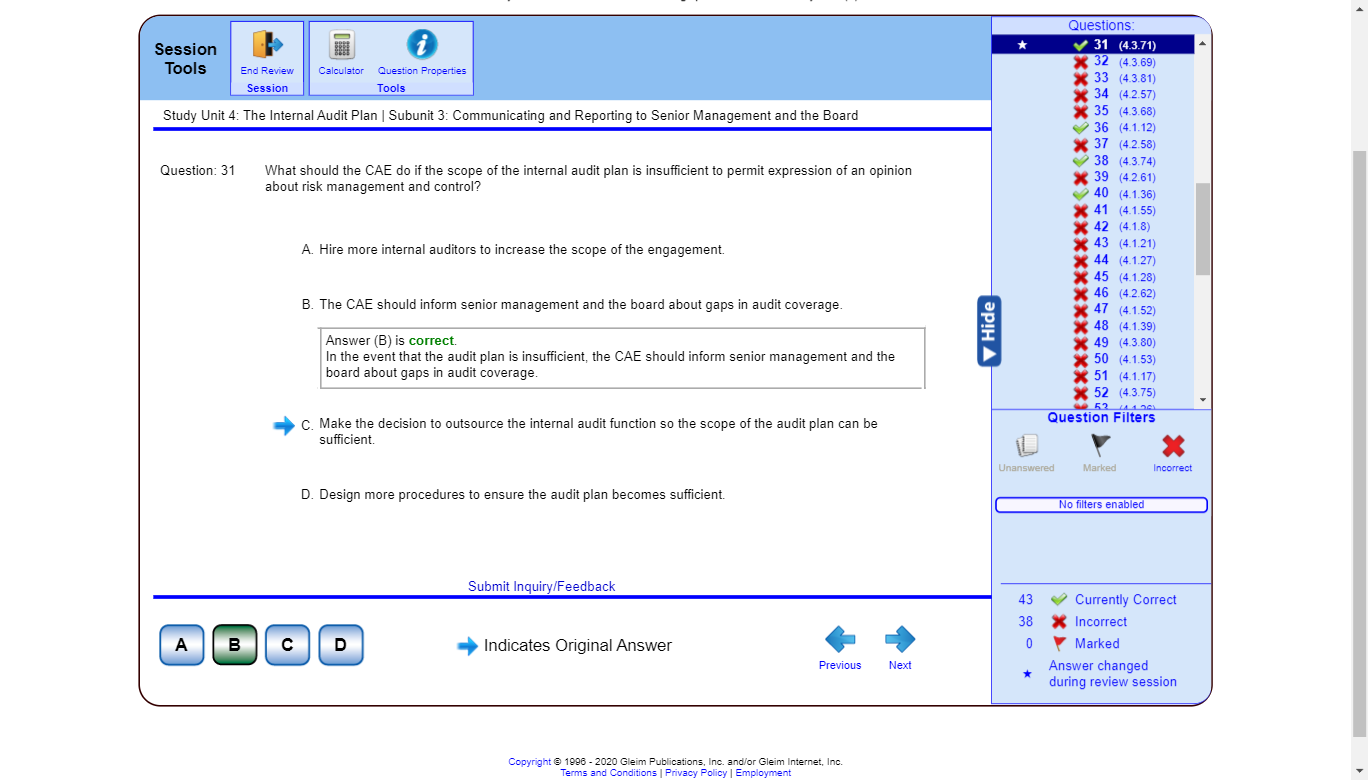 Session
Tools
End Review
Session
Calculator
Question Properties
Tools
Study Unit 4: The Internal Audit Plan | Subunit 3: Communicating and Reporting to Senior Management and the Board
Question: 31
What should the CAE do if the scope of the internal audit plan is insufficient to permit expression of an opinion
about risk management and control?
A. Hire more internal auditors to increase the scope of the engagement.
B. The CAE should inform senior management and the board about gaps in audit coverage.
Answer (B) is correct.
In the event that the audit plan is insufficient, the CAE should inform senior management and the
board about gaps in audit coverage.
C. Make the decision to outsource the internal audit function so the scope of the audit plan can be
sufficient.
D. Design more procedures to ensure the audit plan becomes sufficient.
Submit Inquiry/Feedback
A
B
C
D
Indicates Original Answer
Previous
Next
Hide
Questions:
31 (4.3.71)
32 (4.3.69)
33 (4.3.81)
34 (4.2.57)
35 (4.3.68)
36 (4.1.12)
37 (4.2.58)
38 (4.3.74)
39 (4.2.61)
40 (4.1.36)
41 (4.1.55)
42 (4.1.8)
43 (4.1.21)
44 (4.1.27)
45 (4.1.28)
46 (4.2.62)
47 (4.1.52)
48 (4.1.39)
49 (4.3.80)
50 (4.1.53)
51 (4.1.17)
52 (4.3.75)
53
Question Filters
Unanswered
Marked
Incorrect
No filters enabled
43 Currently Correct
38 Incorrect
0 Marked
Answer changed
during review session
Copyright © 1996 - 2020 Gleim Publications, Inc. and/or Gleim Internet, Inc.
Terms and Conditions | Privacy Policy | Employment